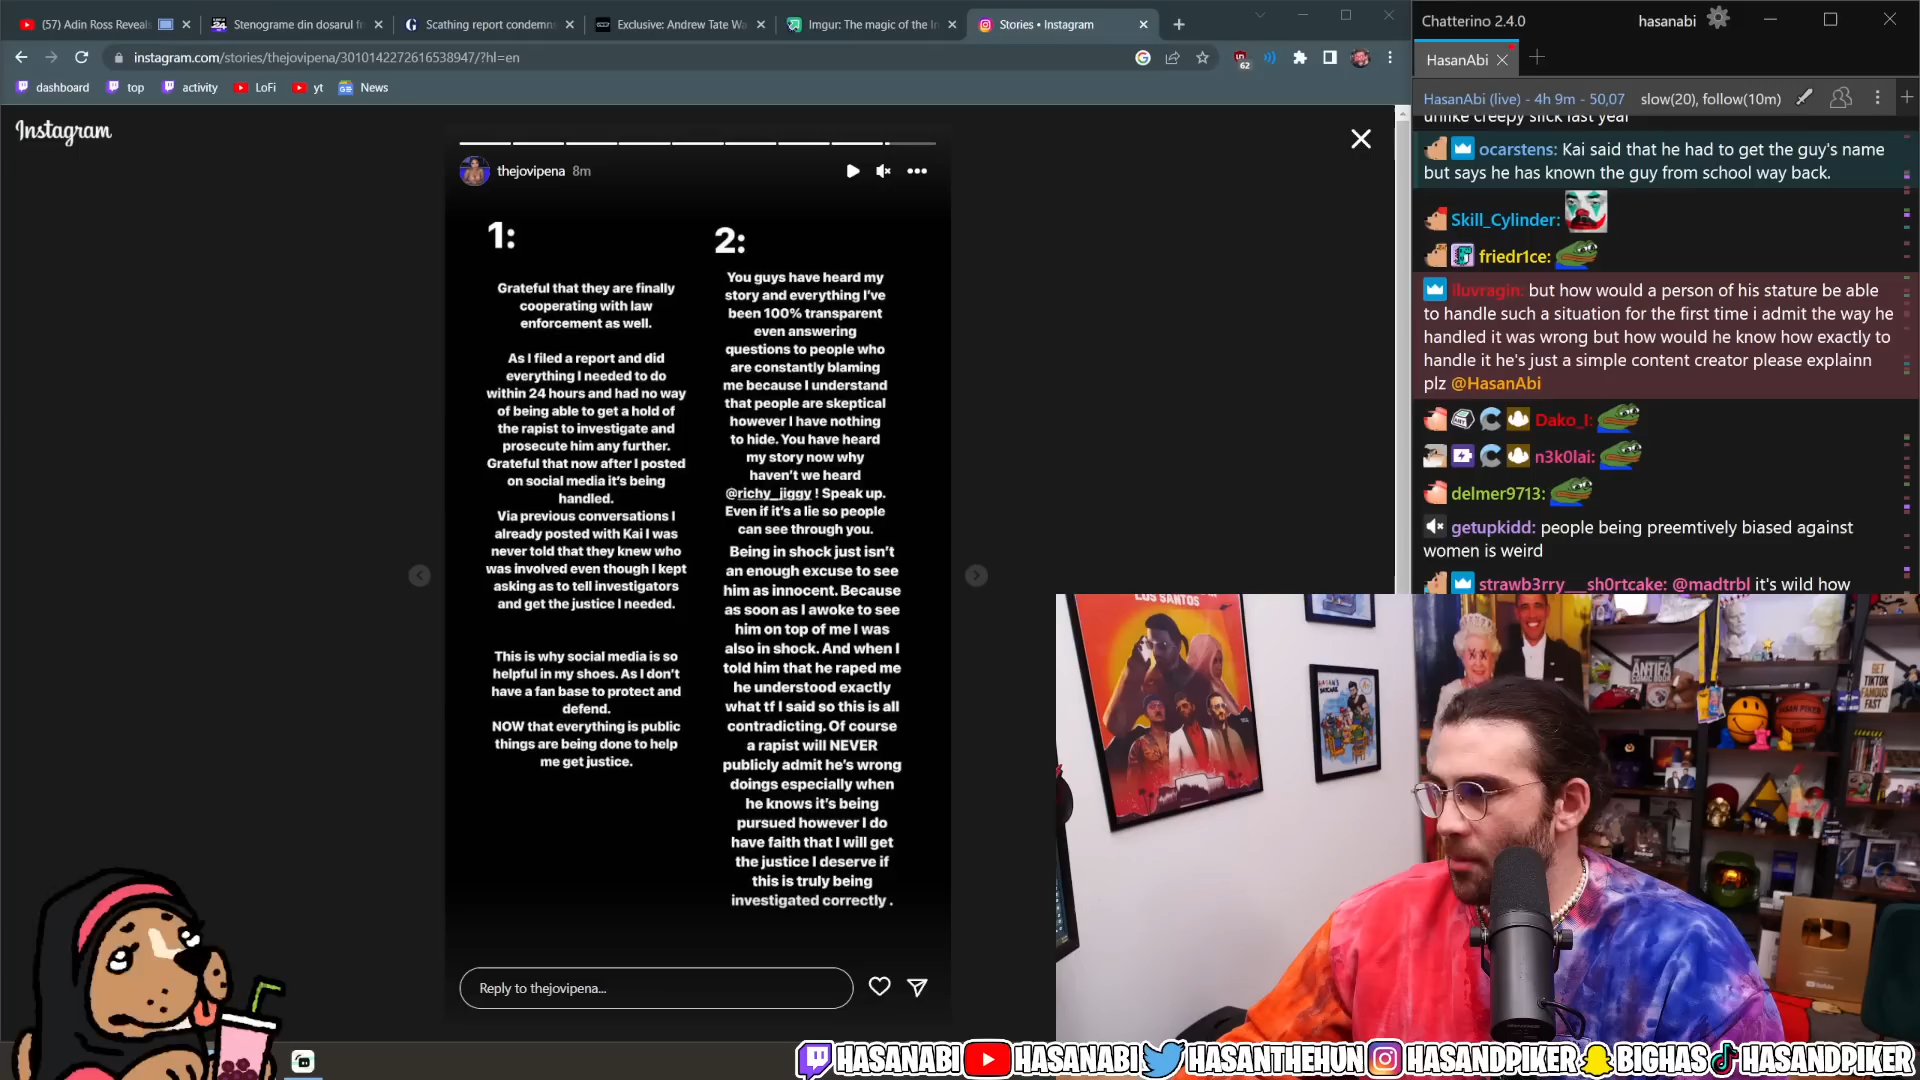 (57) Adin Ross Reveals
Stenograme din dosarul fr
Scathing report condemn
Exclusive: Andrew Tate Wa
Imgur: The magic of the In
Stories • Instagram
instagram.com/stories/thejovipena/3010142272616538947/?hl=en
62
dashboard
top
activity
LoFi
yt
News
Instagram
thejovipena 8m
1:
Grateful that they are finally
cooperating with law
enforcement as well.
As I filed a report and did
everything I needed to do
within 24 hours and had no way
of being able to get a hold of
the rapist to investigate and
prosecute him any further.
Grateful that now after I posted
on social media it's being
handled.
Via previous conversations I
already posted with Kai I was
never told that they knew who
was involved even though I kept
asking as to tell investigators
and get the justice I needed.
This is why social media is so
helpful in my shoes. As I don't
have a fan base to protect and
defend.
NOW that everything is public
things are being done to help
me get justice.
2:
You guys have heard my
story and everything I've
been 100% transparent
even answering
questions to people who
are constantly blaming
me because I understand
that people are skeptical
however I have nothing
to hide. You have heard
my story now why
haven't we heard
@richy_jiggy ! Speak up.
Even if it's a lie so people
can see through you.
Being in shock just isn't
an enough excuse to see
him as innocent. Because
as soon as I awoke to see
him on top of me I was
also in shock. And when I
told him that he raped me
he understood exactly
what tf I said so this is all
contradicting. Of course
a rapist will NEVER
publicly admit he's wrong
doings especially when
he knows it's being
pursued however I do
have faith that I will get
the justice I deserve if
this is truly being
investigated correctly .
Reply to thejovipena...
Chatterino 2.4.0
hasanabi
HasanAbi
HasanAbi (live) - 4h 9m - 50,07
slow(20), follow(10m)
unlike creepy slick last year
ocarstens: Kai said that he had to get the guy's name
but says he has known the guy from school way back.
Skill_Cylinder:
friedr1ce:
lluvragin: but how would a person of his stature be able
to handle such a situation for the first time i admit the way he
handled it was wrong but how would he know how exactly to
handle it he's just a simple content creator please explainn
plz @HasanAbi
Dako_I:
n3k0lai:
delmer9713:
getupkidd: people being preemtively biased against
women is weird
strawb3rry___sh0rtcake: @madtrbl it's wild how
LOS SANTOS
ANTIFA
COMIC BOOK
GET
TIKTOK
FAMOUS
FAST
HASANABI
HASANABI
HASANTHEHUN
HASANDPIKER
BIGHAS
HASANDPIKER